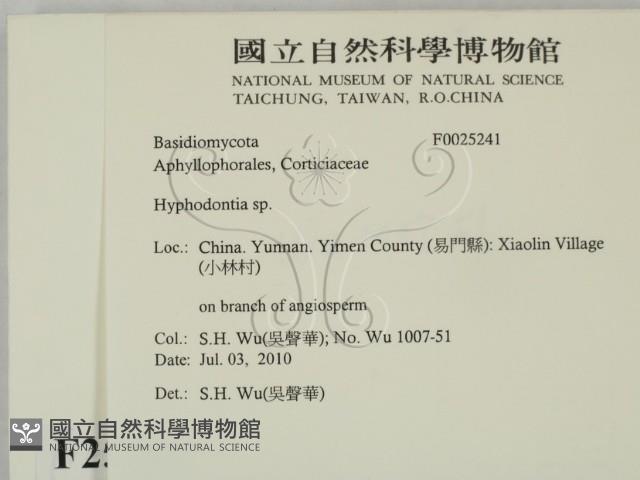 國立自然科學博物館
NATIONAL MUSEUM OF NATURAL SCIENCE
TAICHUNG, TAIWAN, R.O.CHINA
Basidiomycota F0025241
Aphyllophorales, Corticiaceae
Hyphodontia sp.
Loc.: China. Yunnan. Yimen County (易門縣): Xiaolin Village
(小林村)
on branch of angiosperm
Col.: S.H. Wu(吳聲華); No. Wu 1007-51
Date: Jul. 03, 2010
Det.: S.H. Wu(吳聲華)
國立自然科學博物館
NATIONAL MUSEUM OF NATURAL SCIENCE